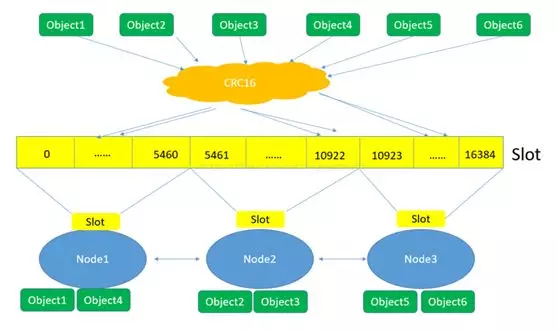 Object1 Object2 Object3 Object4 Object5 Object6
CRC16
0 ...... 5460 5461 ...... 10922 10923 ...... 16384 Slot
Slot Slot Slot
Node1 Node2 Node3
Object1 Object4 Object2 Object3 Object5 Object6